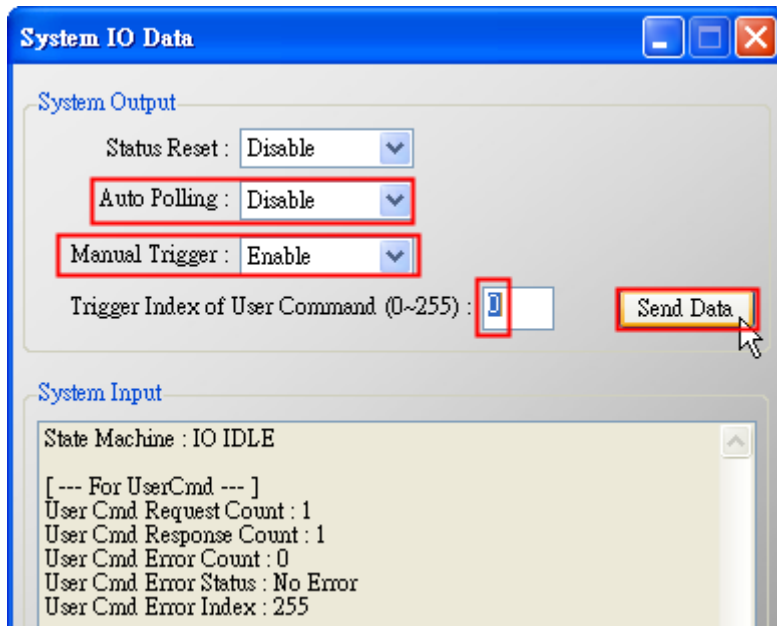 System IO Data
System Output
Status Reset : Disable
Auto Polling : Disable
Manual Trigger : Enable
Trigger Index of User Command (0~255) : 0
Send Data
System Input
State Machine : IO IDLE
[ --- For UserCmd --- ]
User Cmd Request Count : 1
User Cmd Response Count : 1
User Cmd Error Count : 0
User Cmd Error Status : No Error
User Cmd Error Index : 255